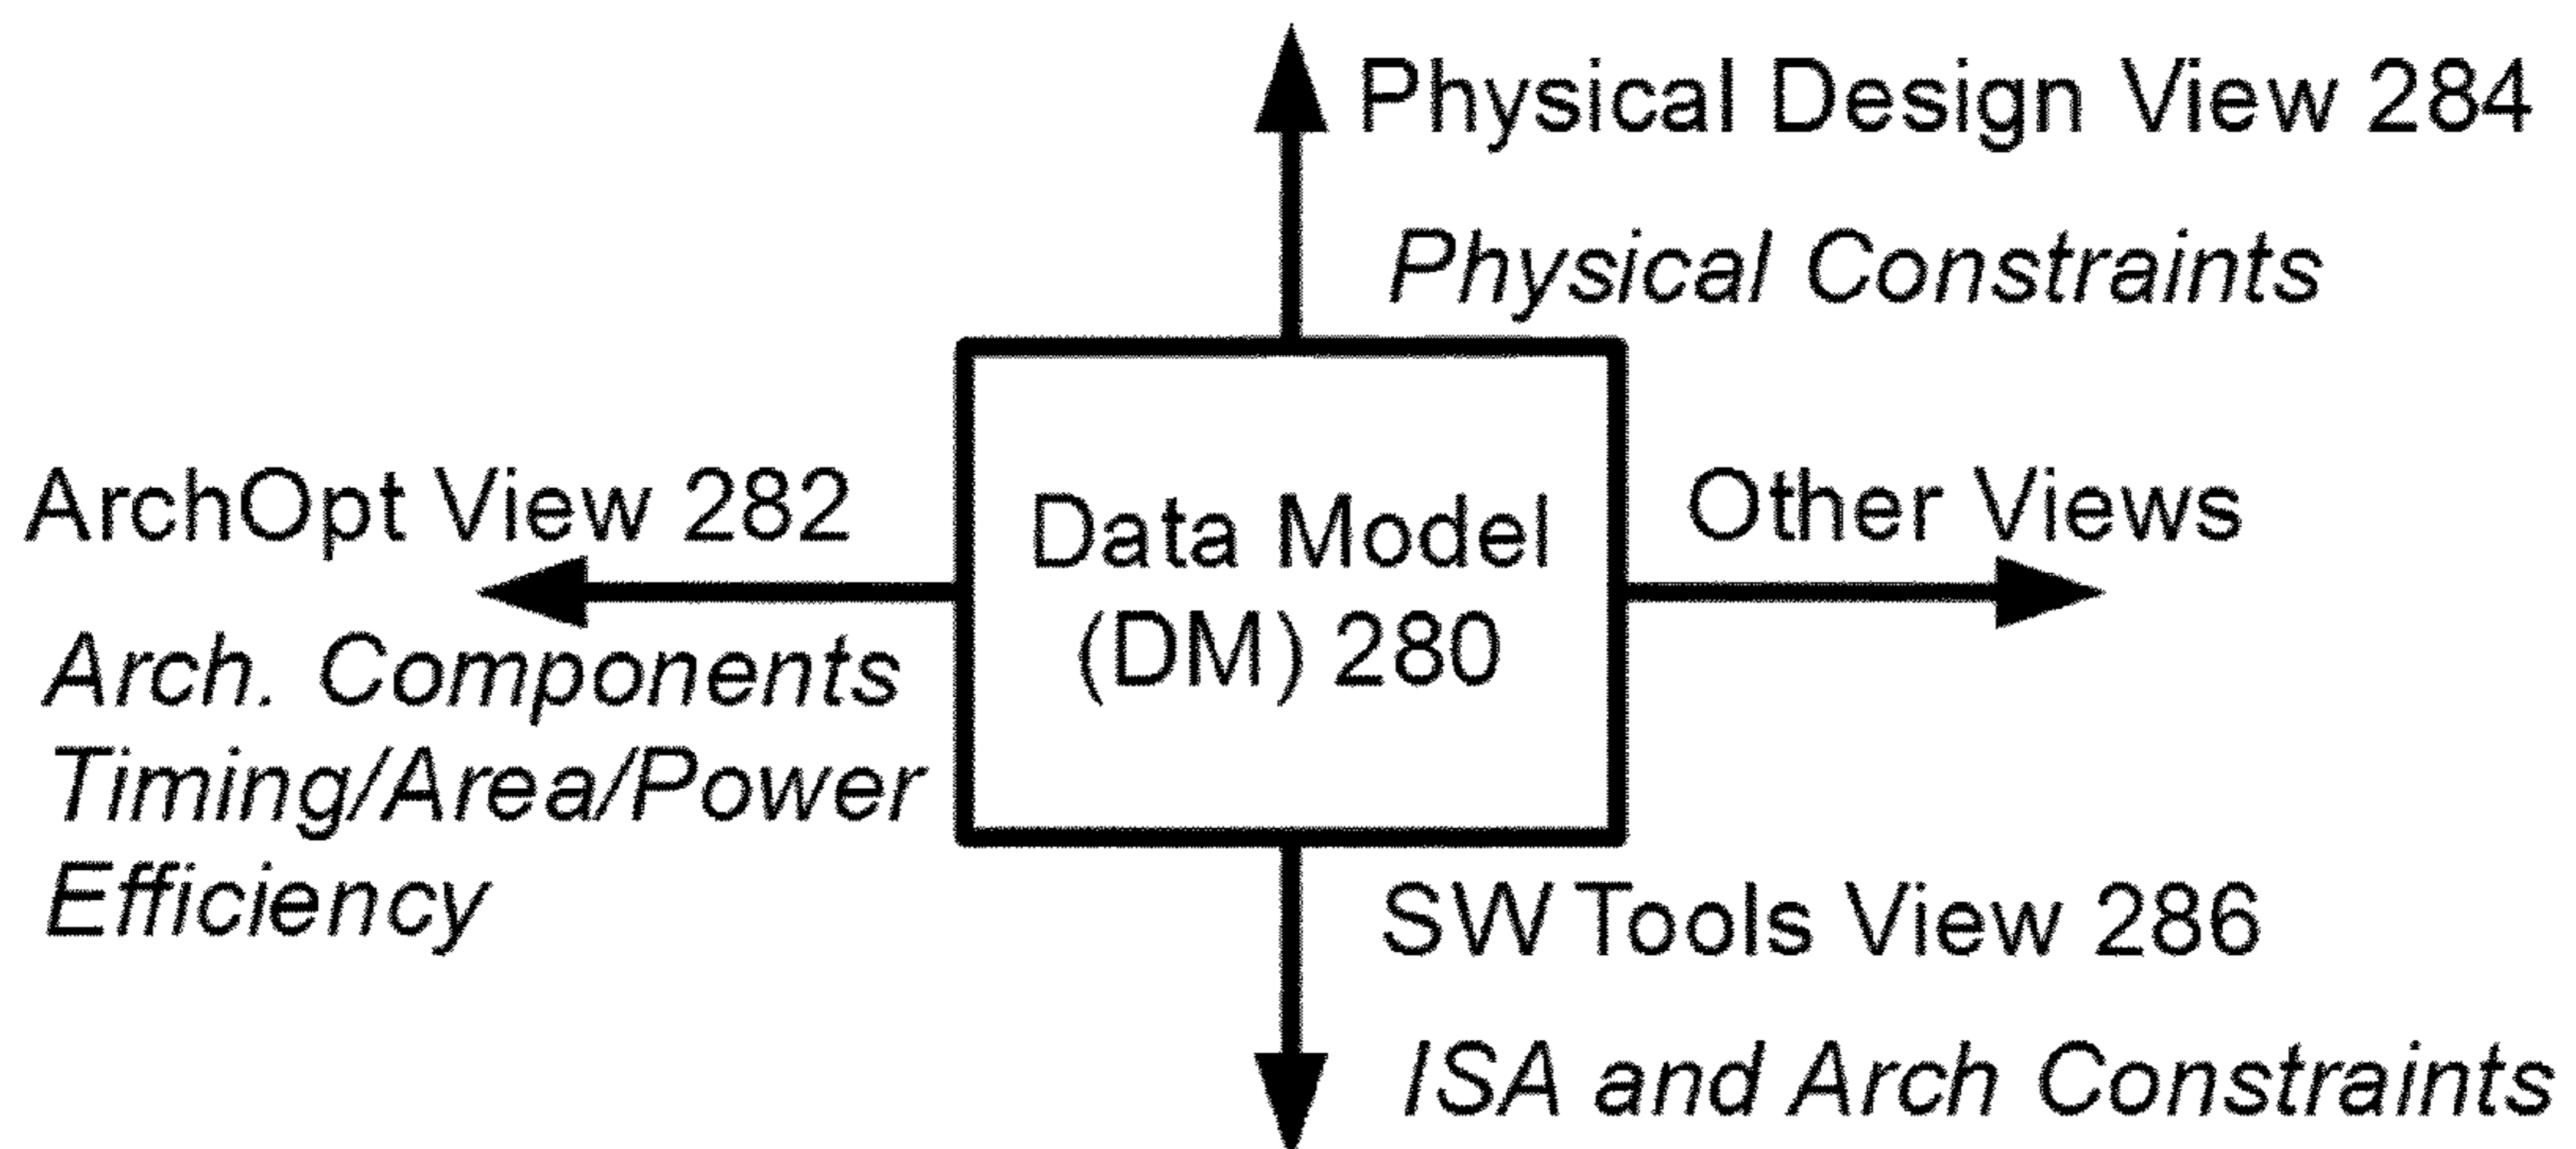 Physical Design View 284
Physical Constraints
ArchOpt View 282
Arch. Components
Timing/Area/Power
Efficiency
Data Model
(DM) 280
Other Views
SW Tools View 286
ISA and Arch Constraints